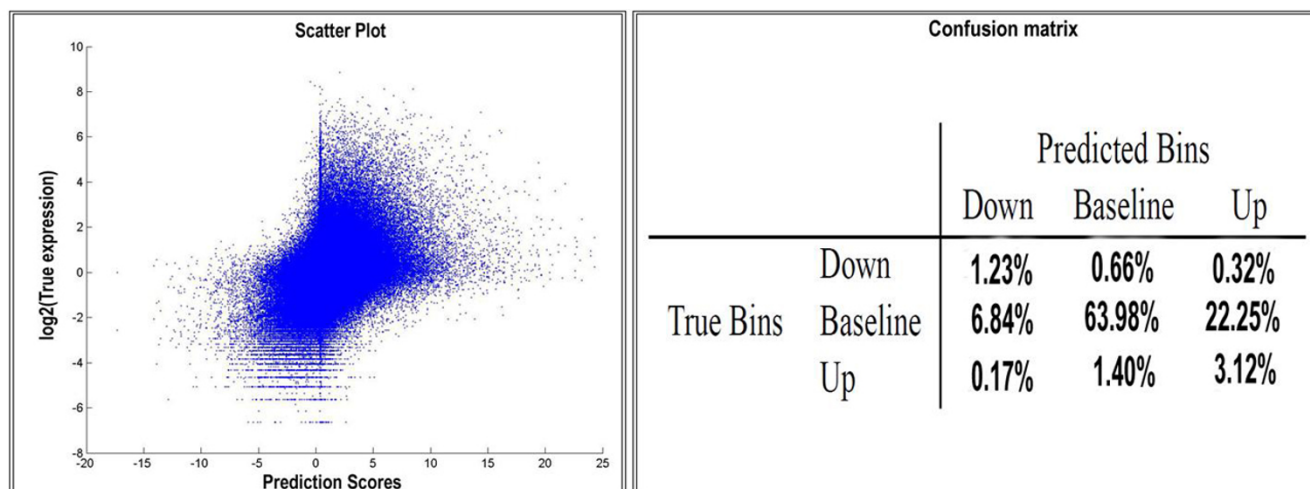 Scatter Plot
10
8
6
4
2
0
-2
-4
-6
-8
log2(True expression)
-20 -15 -10 -5 0 5 10 15 20 25
Prediction Scores
Confusion matrix
Predicted Bins
Down Baseline Up
Down 1.23% 0.66% 0.32%
True Bins Baseline 6.84% 63.98% 22.25%
Up 0.17% 1.40% 3.12%